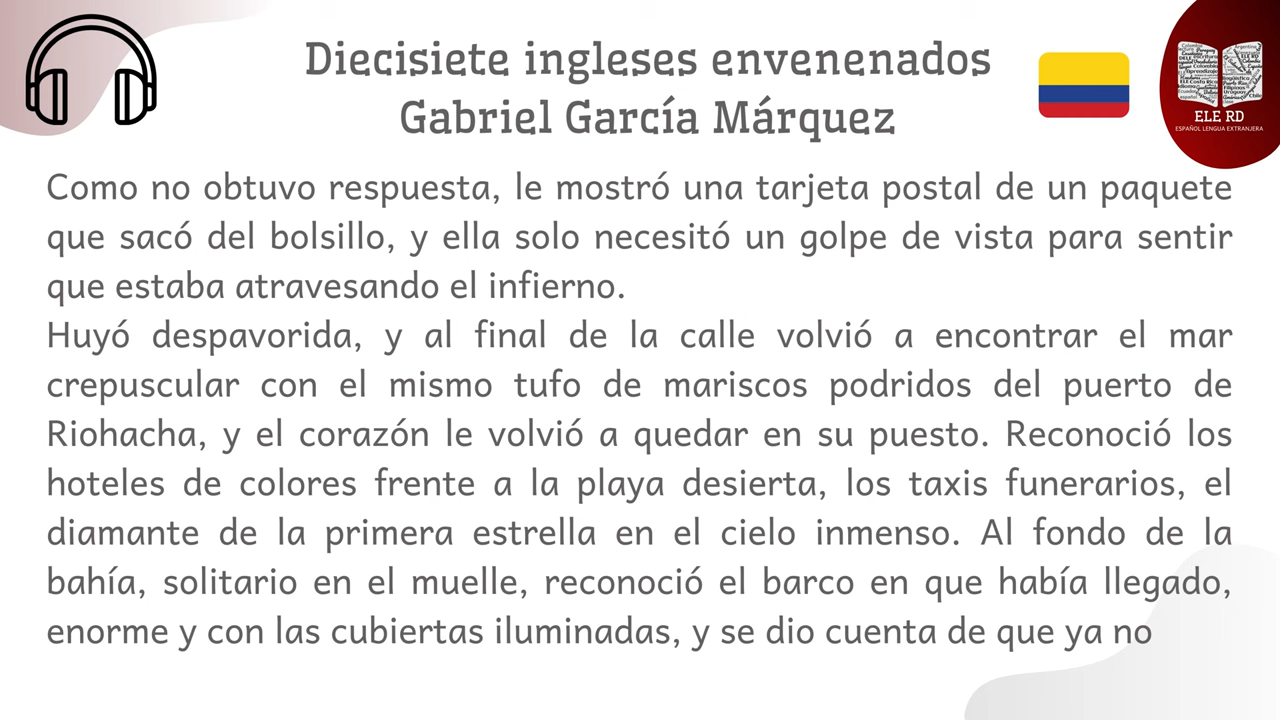 Diecisiete ingleses envenenados
Gabriel García Márquez
ELE RD
ESPAÑOL LENGUA EXTRANJERA
Como no obtuvo respuesta, le mostró una tarjeta postal de un paquete
que sacó del bolsillo, y ella solo necesitó un golpe de vista para sentir
que estaba atravesando el infierno.
Huyó despavorida, y al final de la calle volvió a encontrar el mar
crepuscular con el mismo tufo de mariscos podridos del puerto de
Riohacha, y el corazón le volvió a quedar en su puesto. Reconoció los
hoteles de colores frente a la playa desierta, los taxis funerarios, el
diamante de la primera estrella en el cielo inmenso. Al fondo de la
bahía, solitario en el muelle, reconoció el barco en que había llegado,
enorme y con las cubiertas iluminadas, y se dio cuenta de que ya no